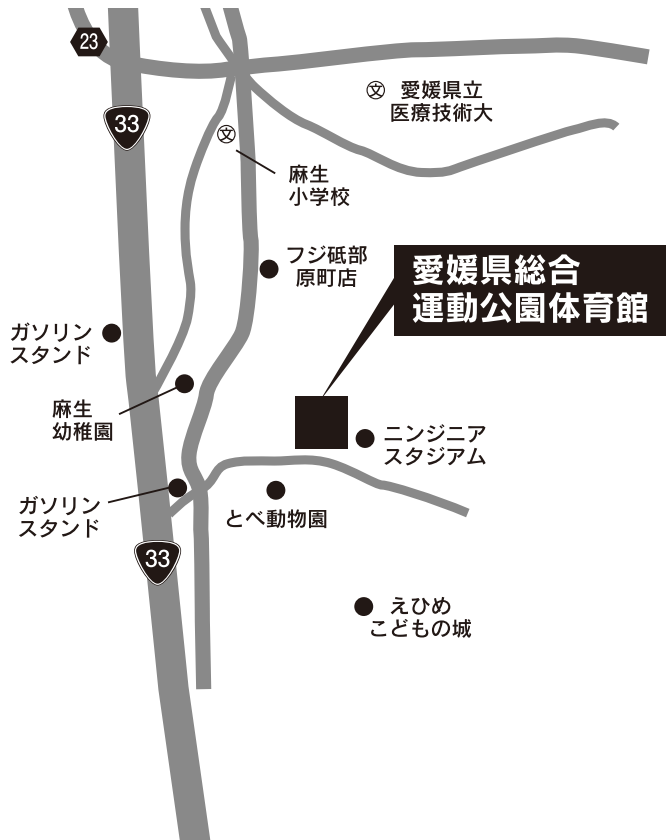 23
33
文 愛媛県立
医療技術大
文
麻生
小学校
フジ砥部
原町店
愛媛県総合
運動公園体育館
ガソリン
スタンド
麻生
幼稚園
ニンジニア
スタジアム
ガソリン
スタンド
とべ動物園
33
えひめ
こどもの城